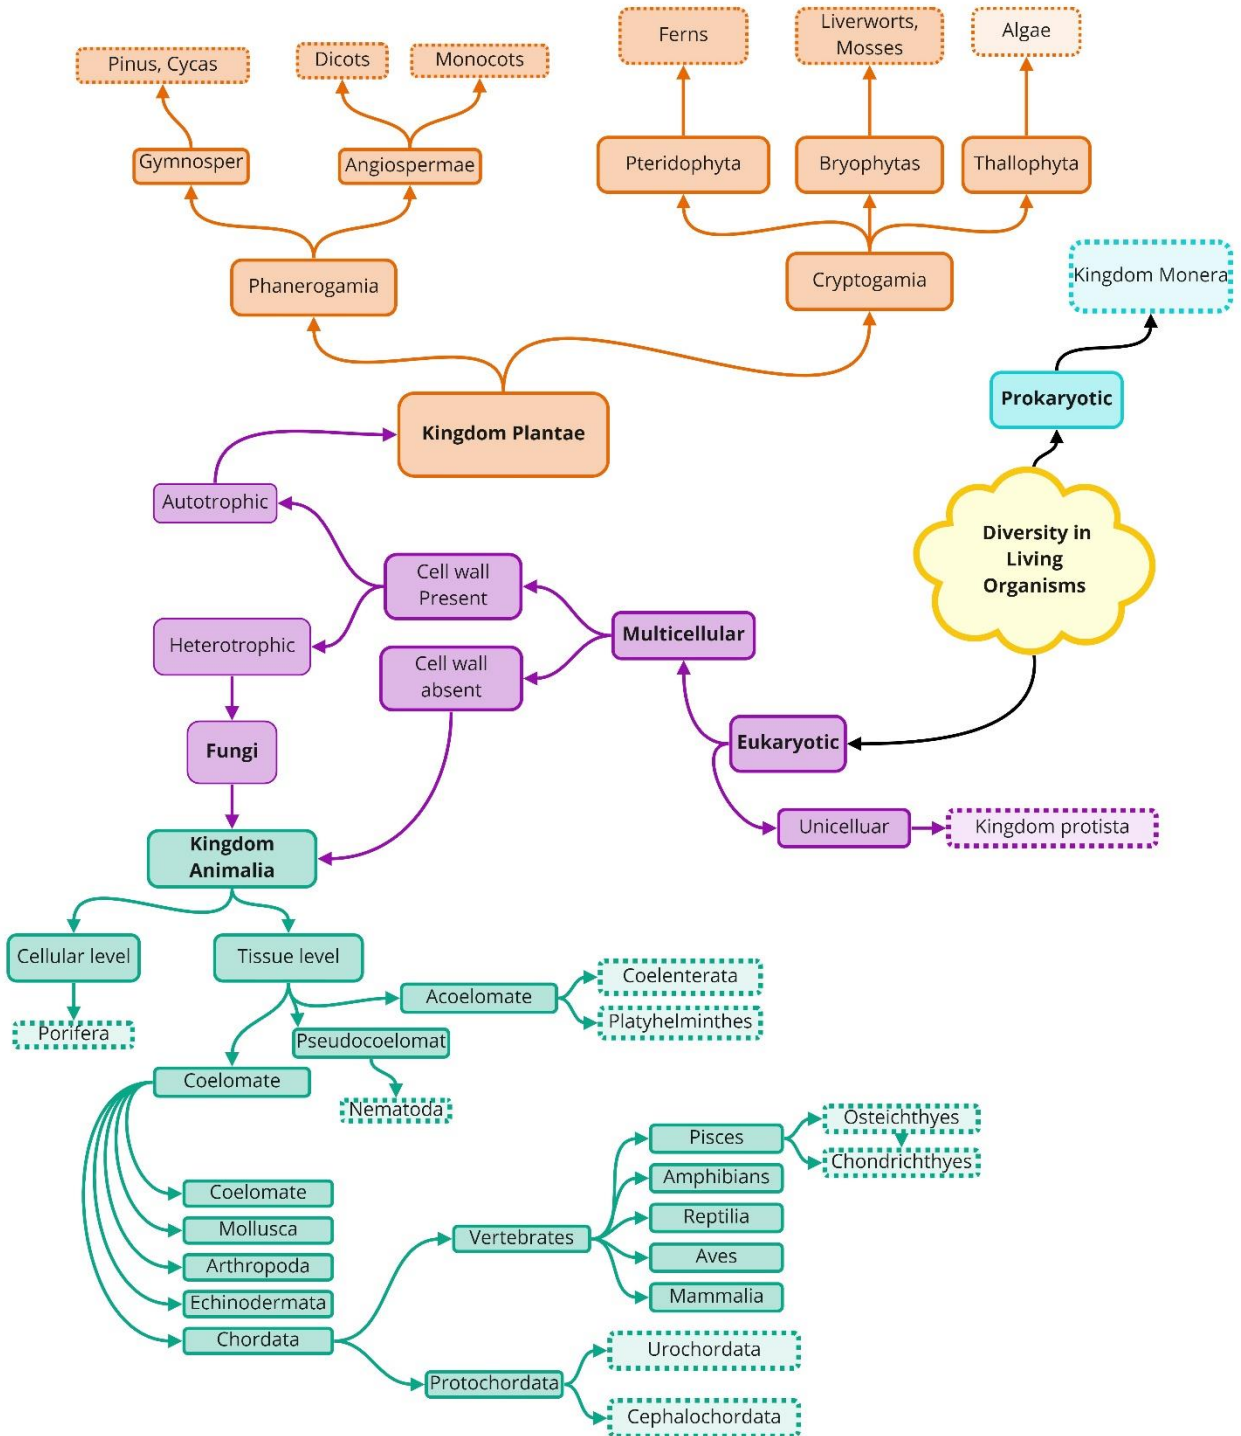 Ferns
Liverworts,
Mosses
Algae
Pinus, Cycas
Dicots
Monocots
Gymnosper
Angiospermae
Pteridophyta
Bryophytas
Thallophyta
Phanerogamia
Cryptogamia
Kingdom Monera
Prokaryotic
Kingdom Plantae
Autotrophic
Diversity in
Living
Organisms
Cell wall
Present
Heterotrophic
Multicellular
Cell wall
absent
Fungi
Eukaryotic
Unicelluar
Kingdom protista
Kingdom
Animalia
Cellular level
Tissue level
Acoelomate
Coelenterata
Platyhelminthes
Porifera
Pseudocoelomat
Coelomate
Nematoda
Osteichthyes
Pisces
Chondrichthyes
Amphibians
Coelomate
Reptilia
Mollusca
Vertebrates
Arthropoda
Aves
Echinodermata
Mammalia
Chordata
Urochordata
Protochordata
Cephalochordata